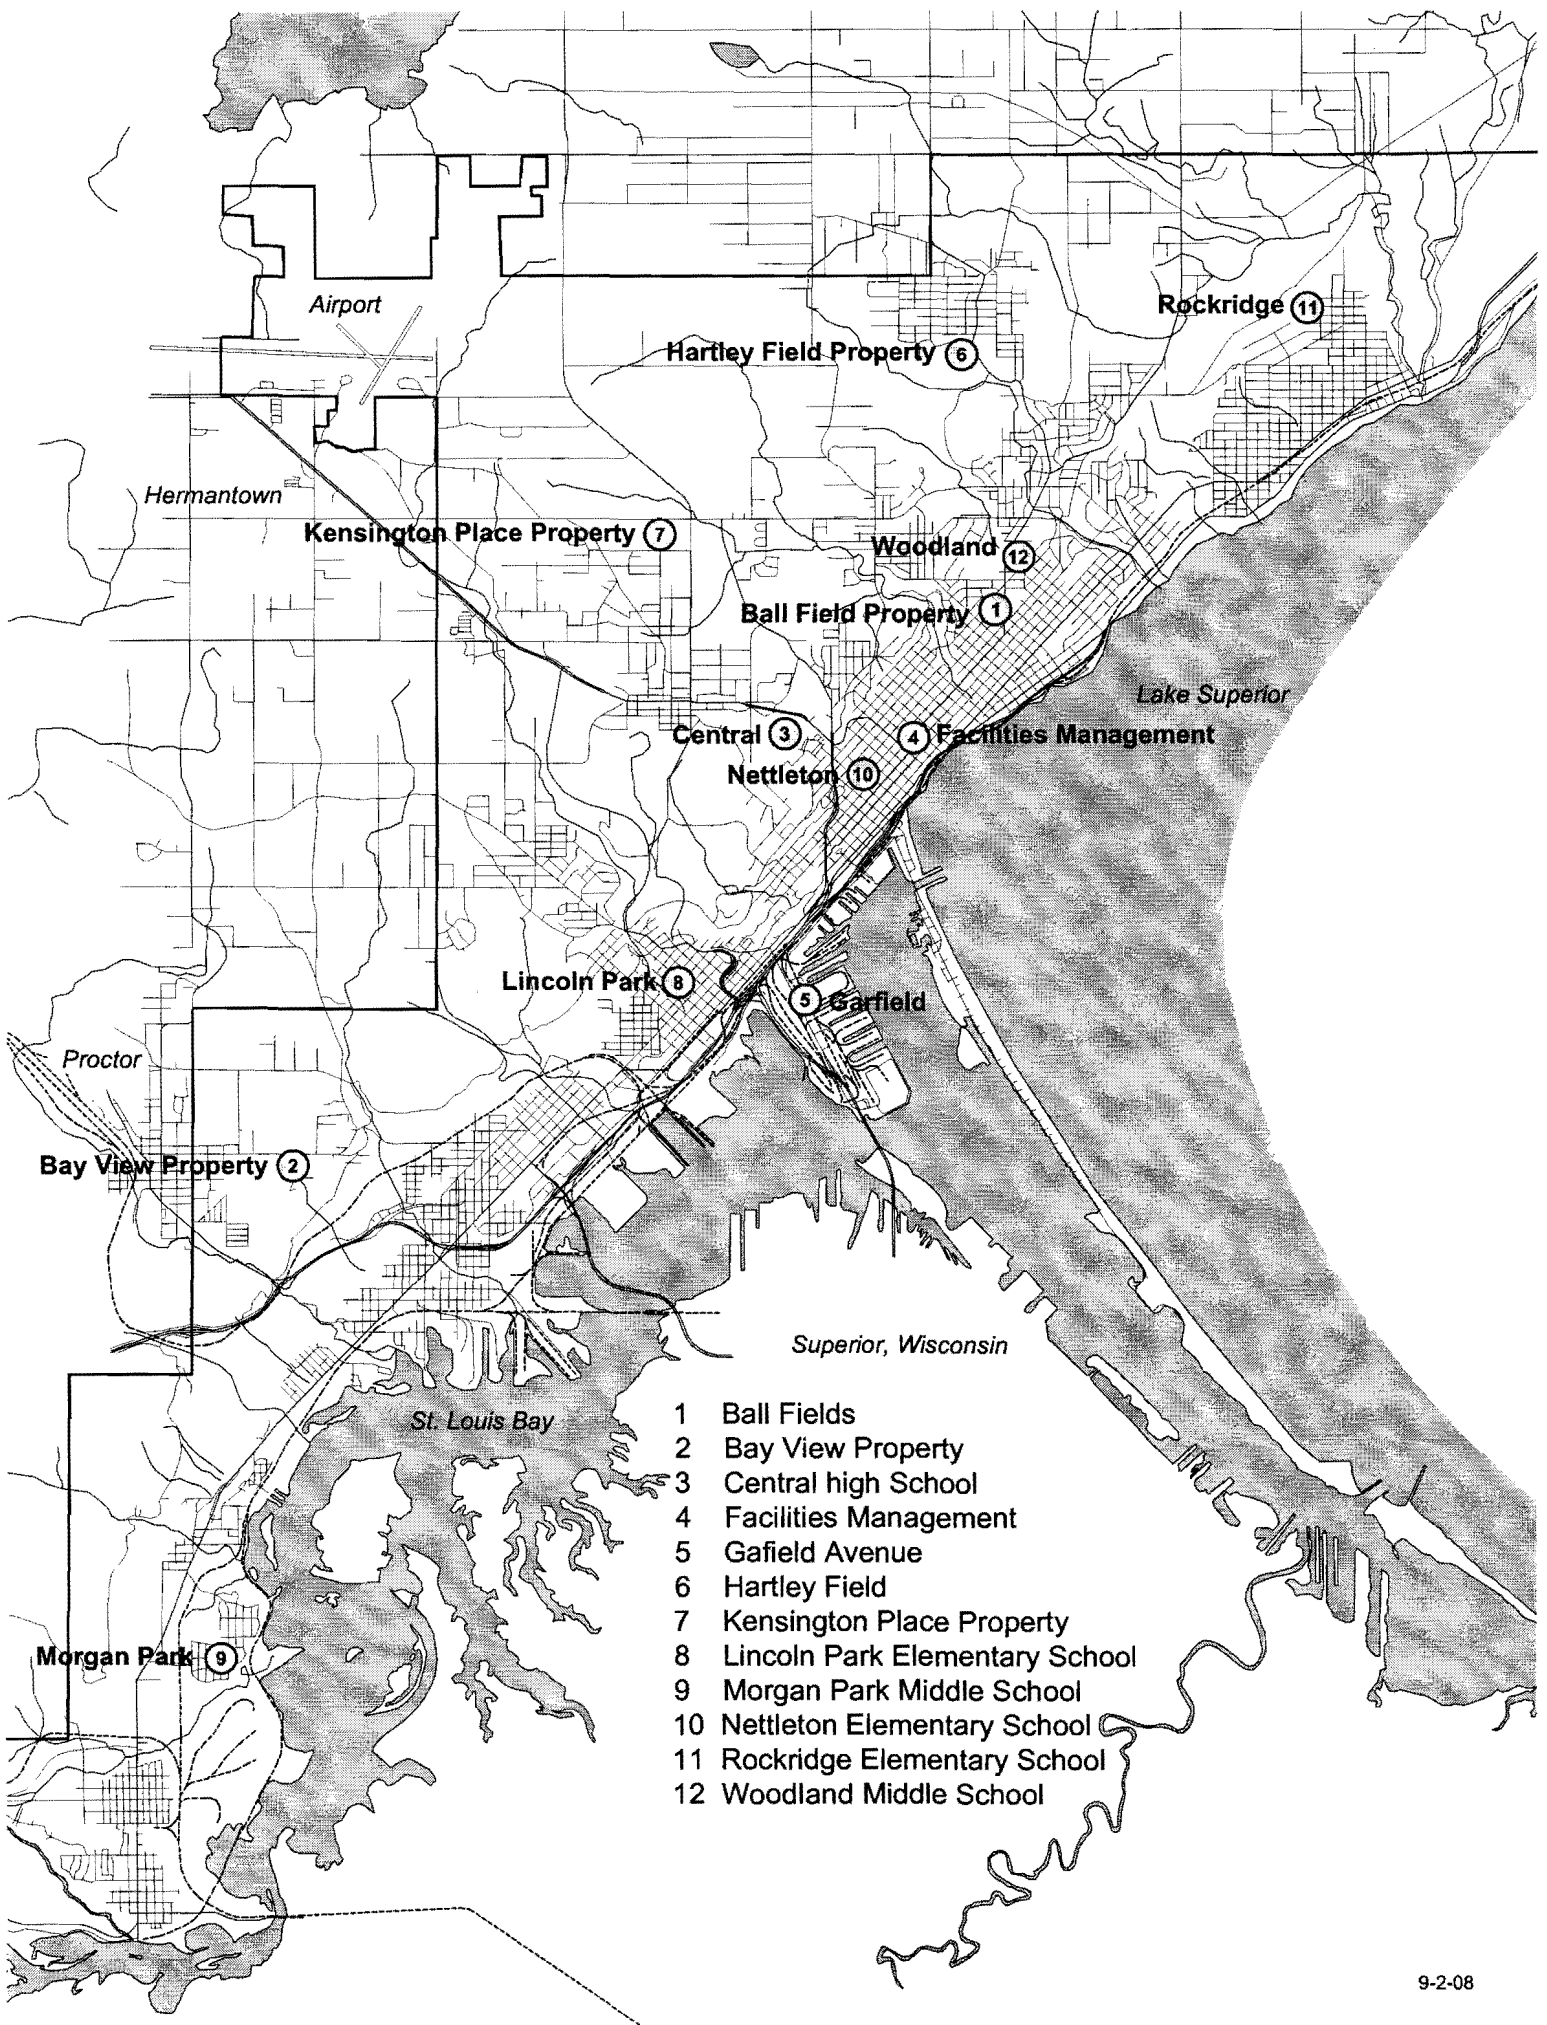 Airport
Rockridge 11
Hartley Field Property 6
Hermantown
Kensington Place Property 7
Woodland 12
Ball Field Property 1
Lake Superior
Central 3
4 Facilities Management
Nettleton 10
Lincoln Park 8
5 Garfield
Proctor
Bay View Property 2
Superior, Wisconsin
St. Louis Bay
1 Ball Fields
2 Bay View Property
3 Central high School
4 Facilities Management
5 Gafield Avenue
6 Hartley Field
7 Kensington Place Property
8 Lincoln Park Elementary School
9 Morgan Park Middle School
10 Nettleton Elementary School
11 Rockridge Elementary School
12 Woodland Middle School
Morgan Park 9
9-2-08